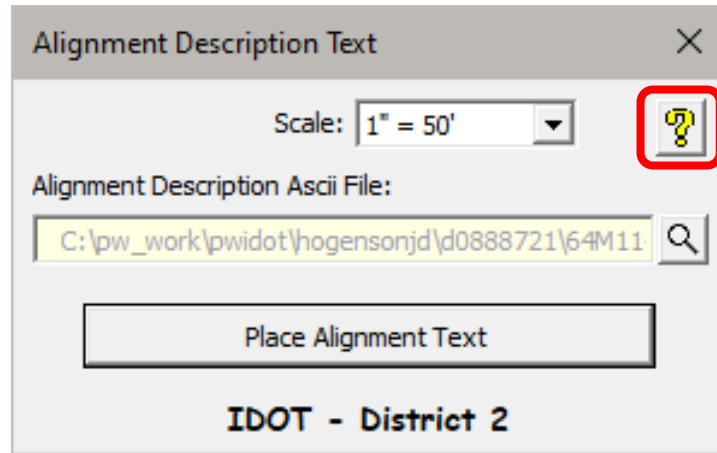 Alignment Description Text
Scale: 1" = 50'
Alignment Description Ascii File:
C:\pw_work\pwidot\hogensonjd\d0888721\64M11-
Place Alignment Text
IDOT - District 2